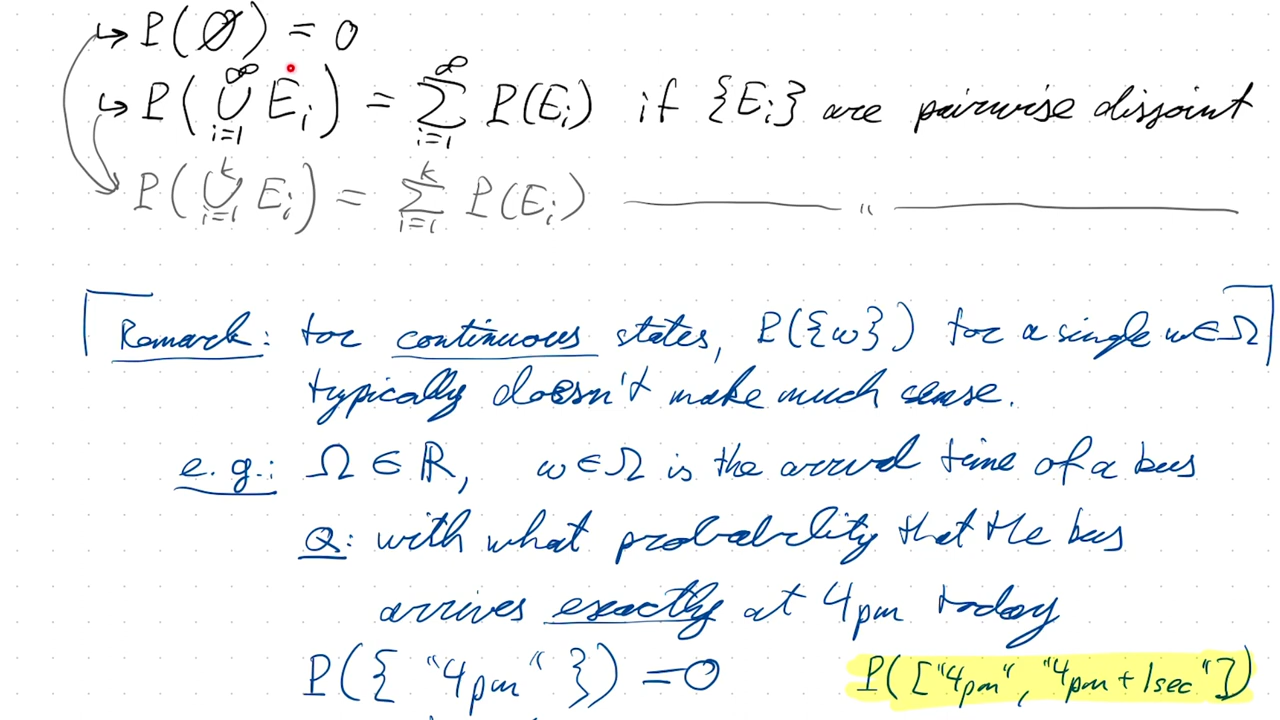 ↳ P(∅) = 0
↳ P(⋃_{i=1}^{∞} E_i) = ∑_{i=1}^{∞} P(E_i) if {E_i} are pairwise disjoint
P(⋃_{i=1}^{k} E_i) = ∑_{i=1}^{k} P(E_i) ——— " ———
Remark: for continuous states, P({ω}) for a single ω∈Ω
typically doesn't make much sense.
e.g.: Ω ∈ ℝ, ω∈Ω is the arrival time of a bus
Q: with what probability that the bus
arrives exactly at 4pm today
P({ "4pm" }) = 0 P(["4pm", "4pm + 1sec"])